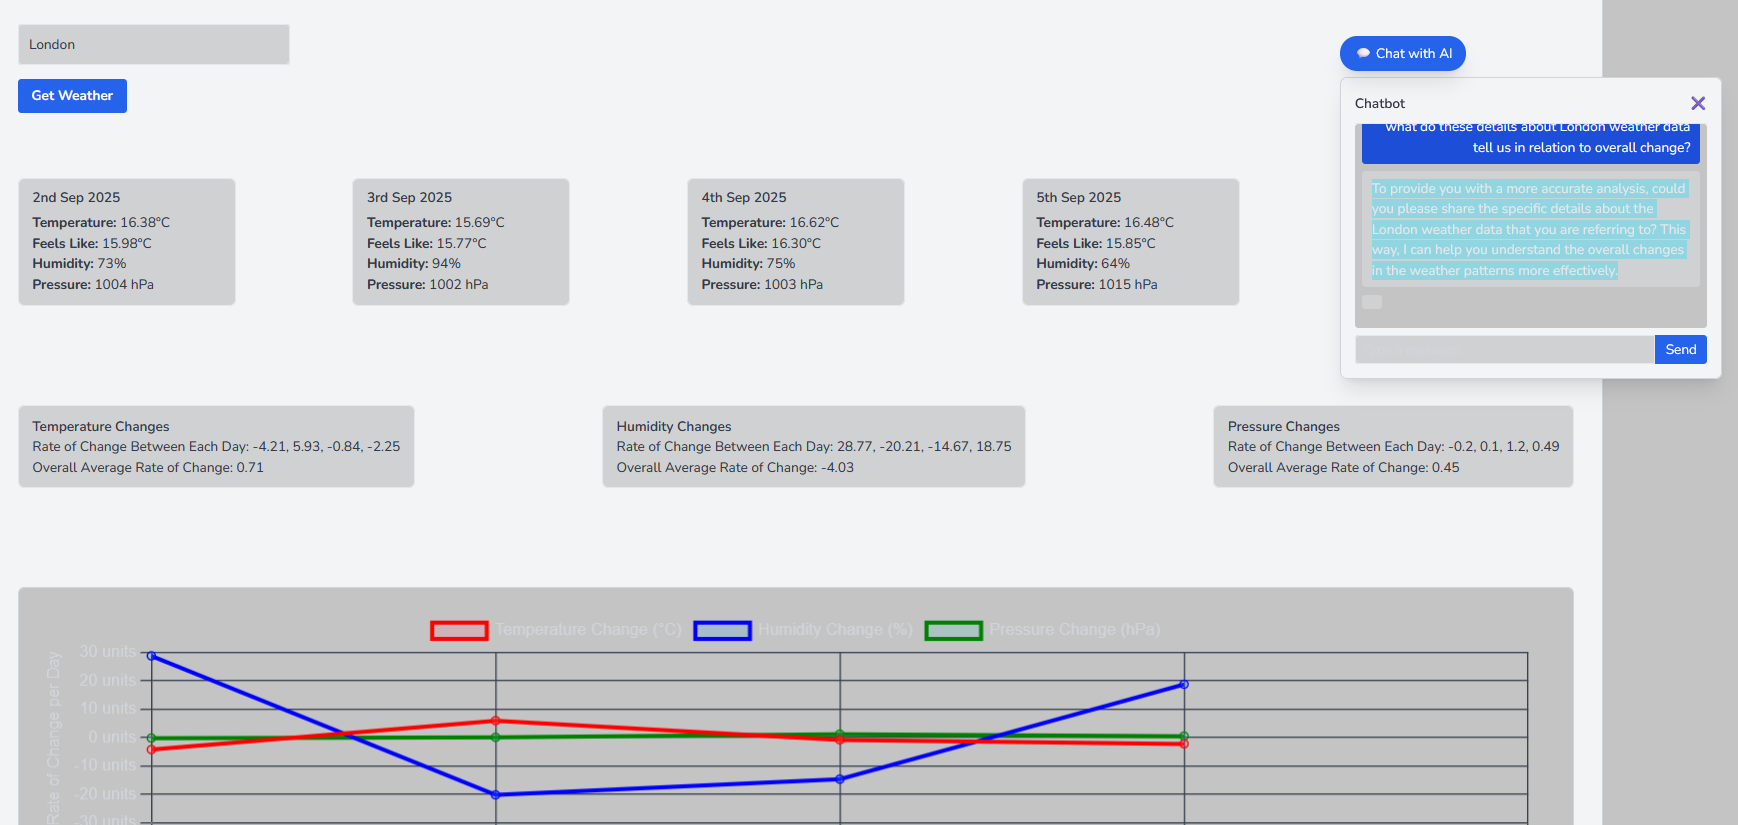 London
Get Weather
Chat with AI
Chatbot
what do these details about London weather data
tell us in relation to overall change?
To provide you with a more accurate analysis, could
you please share the specific details about the
London weather data that you are referring to? This
way, I can help you understand the overall changes
in the weather patterns more effectively.
Send
2nd Sep 2025
Temperature: 16.38°C
Feels Like: 15.98°C
Humidity: 73%
Pressure: 1004 hPa
3rd Sep 2025
Temperature: 15.69°C
Feels Like: 15.77°C
Humidity: 94%
Pressure: 1002 hPa
4th Sep 2025
Temperature: 16.62°C
Feels Like: 16.30°C
Humidity: 75%
Pressure: 1003 hPa
5th Sep 2025
Temperature: 16.48°C
Feels Like: 15.85°C
Humidity: 64%
Pressure: 1015 hPa
Temperature Changes
Rate of Change Between Each Day: -4.21, 5.93, -0.84, -2.25
Overall Average Rate of Change: 0.71
Humidity Changes
Rate of Change Between Each Day: 28.77, -20.21, -14.67, 18.75
Overall Average Rate of Change: -4.03
Pressure Changes
Rate of Change Between Each Day: -0.2, 0.1, 1.2, 0.49
Overall Average Rate of Change: 0.45
Temperature Change (°C)
Humidity Change (%)
Pressure Change (hPa)
Rate of Change per Day
30 units
20 units
10 units
0 units
-10 units
-20 units
-30 units